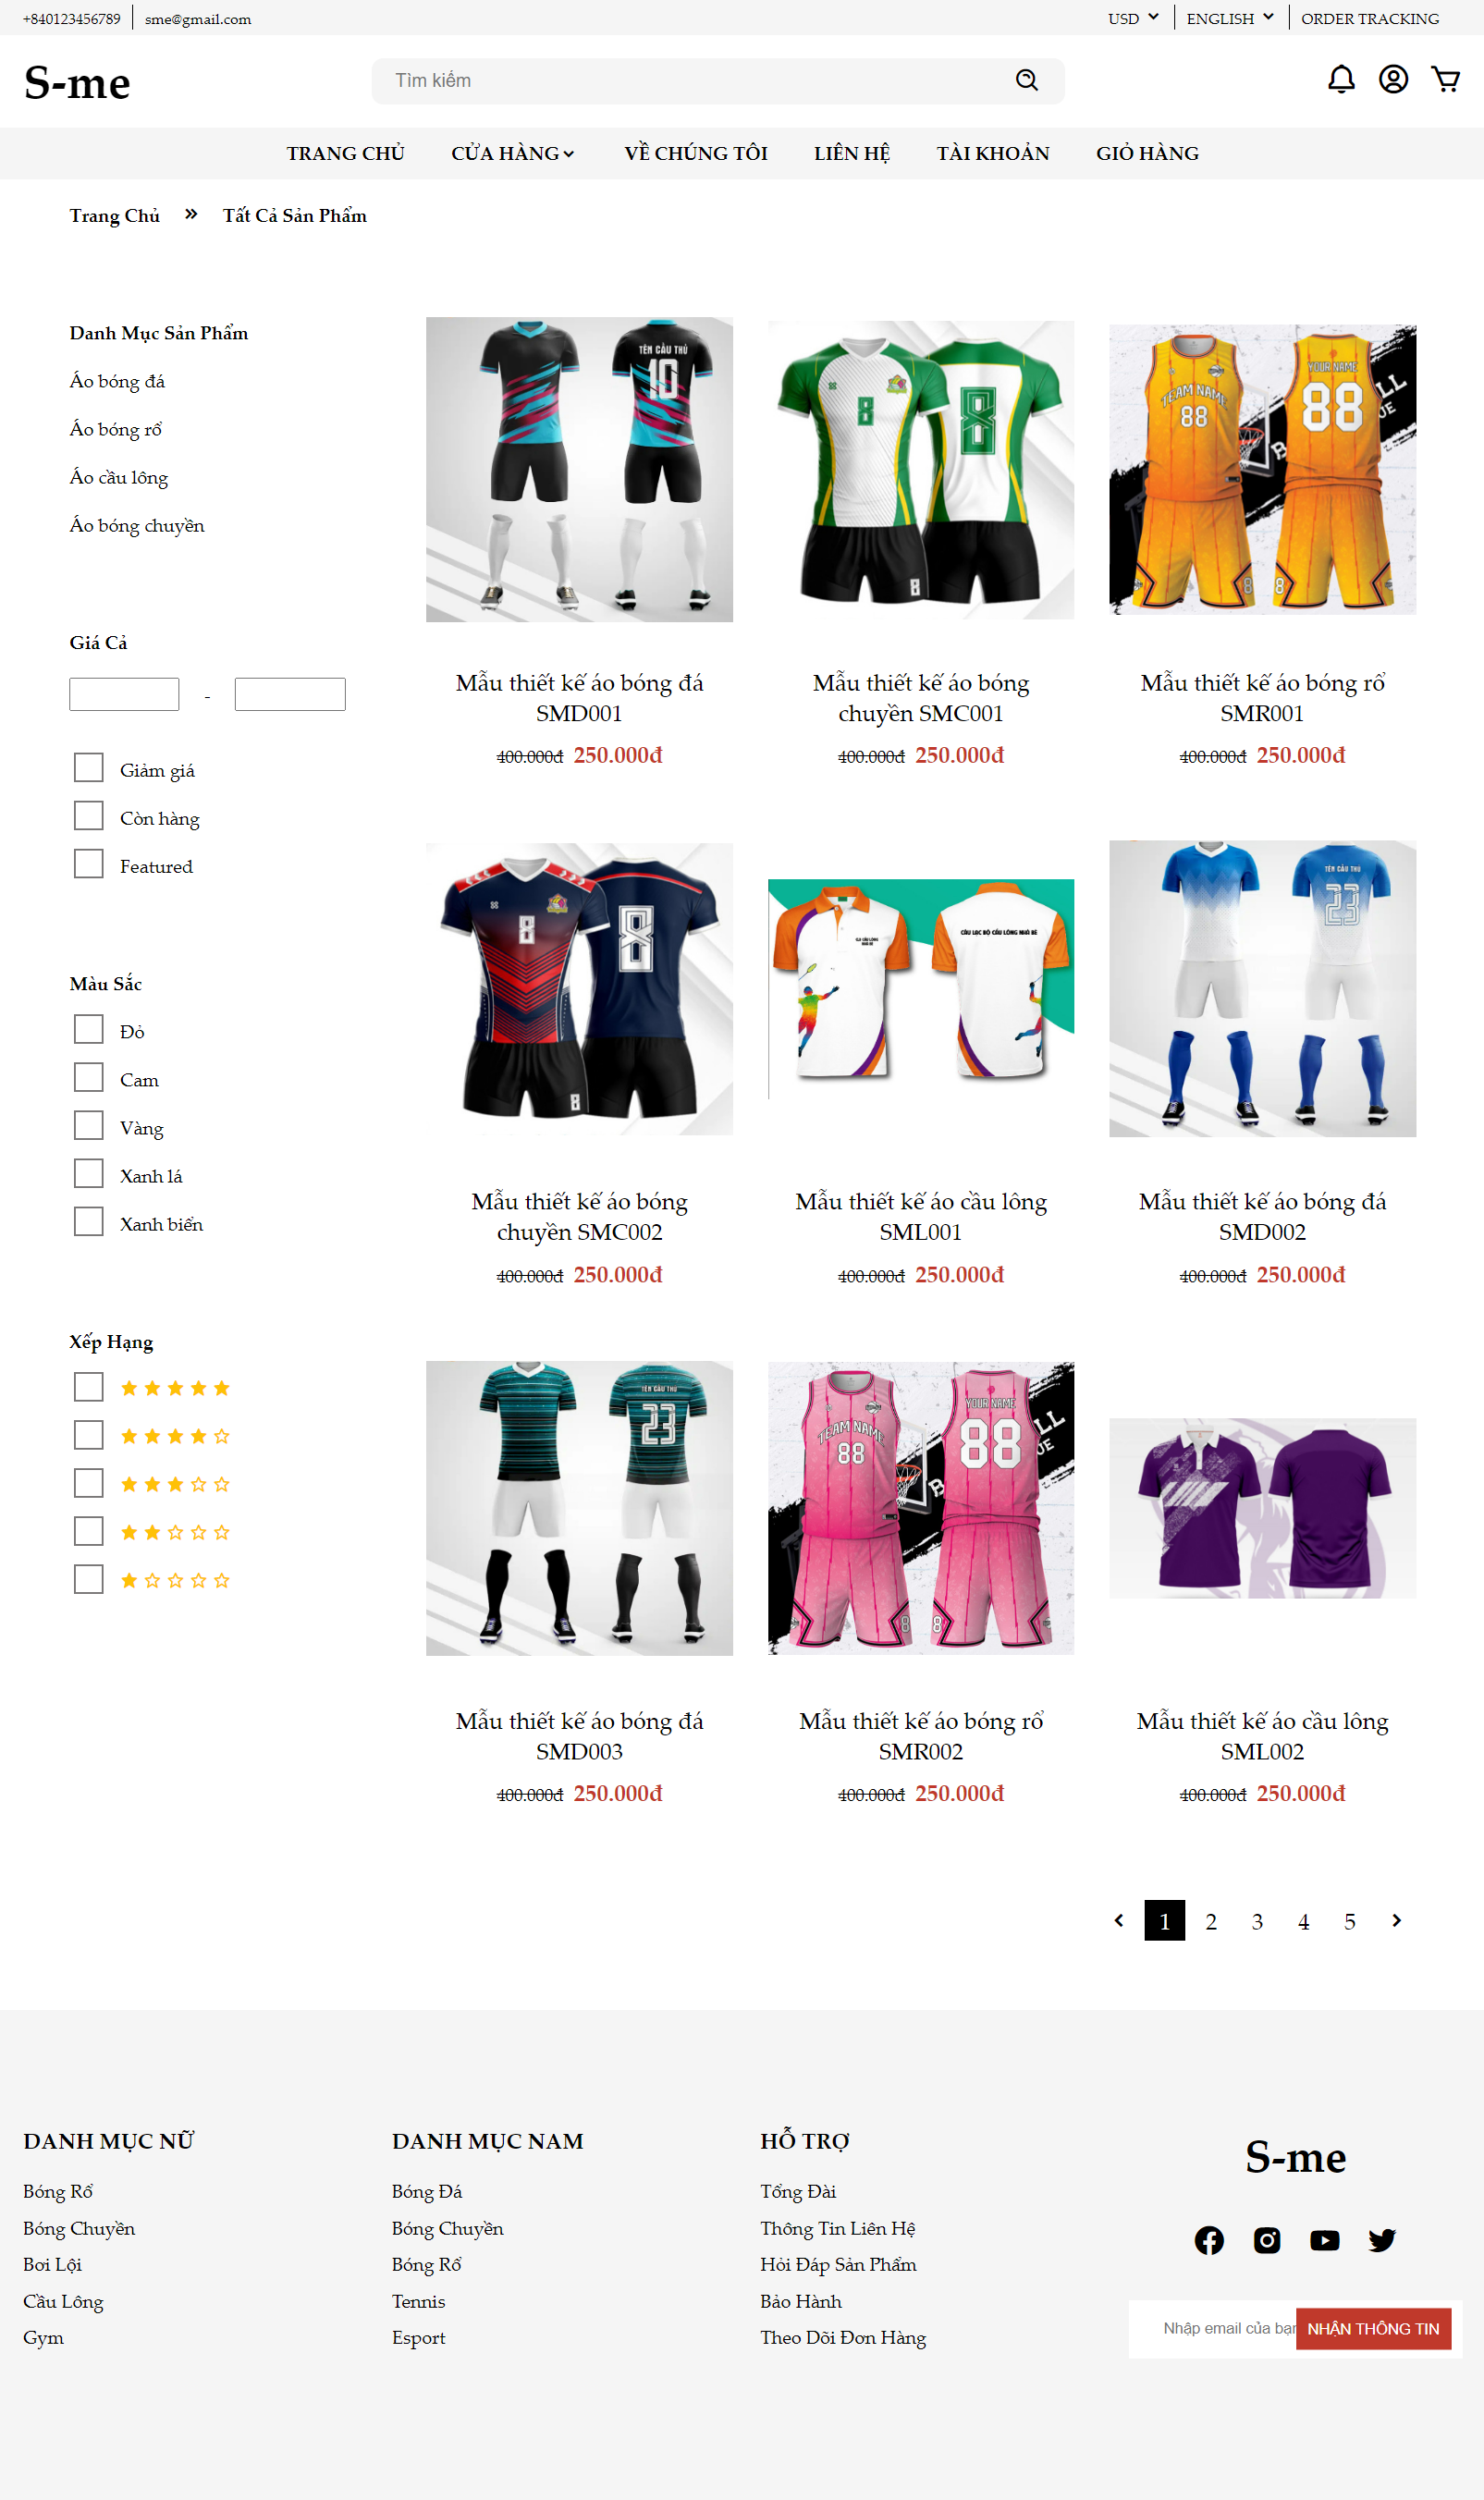 +840123456789
sme@gmail.com
USD
ENGLISH
ORDER TRACKING
S-me
Tìm kiếm
TRANG CHỦ
CỬA HÀNG
VỀ CHÚNG TÔI
LIÊN HỆ
TÀI KHOẢN
GIỎ HÀNG
Trang Chủ
Tất Cả Sản Phẩm
Danh Mục Sản Phẩm
Áo bóng đá
Áo bóng rổ
Áo cầu lông
Áo bóng chuyền
Giá Cả
-
Giảm giá
Còn hàng
Featured
Màu Sắc
Đỏ
Cam
Vàng
Xanh lá
Xanh biển
Xếp Hạng
TÊN CẦU THỦ
10
Mẫu thiết kế áo bóng đá
SMD001
400.000đ 250.000đ
8
8
8
Mẫu thiết kế áo bóng
chuyền SMC001
400.000đ 250.000đ
TEAM NAME
88
YOUR NAME
88
8
8
Mẫu thiết kế áo bóng rổ
SMR001
400.000đ 250.000đ
8
8
8
Mẫu thiết kế áo bóng
chuyền SMC002
400.000đ 250.000đ
CLB CẦU LÔNG
NHÀ BÈ
CÂU LẠC BỘ CẦU LÔNG NHÀ BÈ
Mẫu thiết kế áo cầu lông
SML001
400.000đ 250.000đ
TÊN CẦU THỦ
23
Mẫu thiết kế áo bóng đá
SMD002
400.000đ 250.000đ
TÊN CẦU THỦ
23
Mẫu thiết kế áo bóng đá
SMD003
400.000đ 250.000đ
TEAM NAME
88
YOUR NAME
88
8
8
Mẫu thiết kế áo bóng rổ
SMR002
400.000đ 250.000đ
Mẫu thiết kế áo cầu lông
SML002
400.000đ 250.000đ
1 2 3 4 5
DANH MỤC NỮ
Bóng Rổ
Bóng Chuyền
Bơi Lội
Cầu Lông
Gym
DANH MỤC NAM
Bóng Đá
Bóng Chuyền
Bóng Rổ
Tennis
Esport
HỖ TRỢ
Tổng Đài
Thông Tin Liên Hệ
Hỏi Đáp Sản Phẩm
Bảo Hành
Theo Dõi Đơn Hàng
S-me
Nhập email của bạn
NHẬN THÔNG TIN